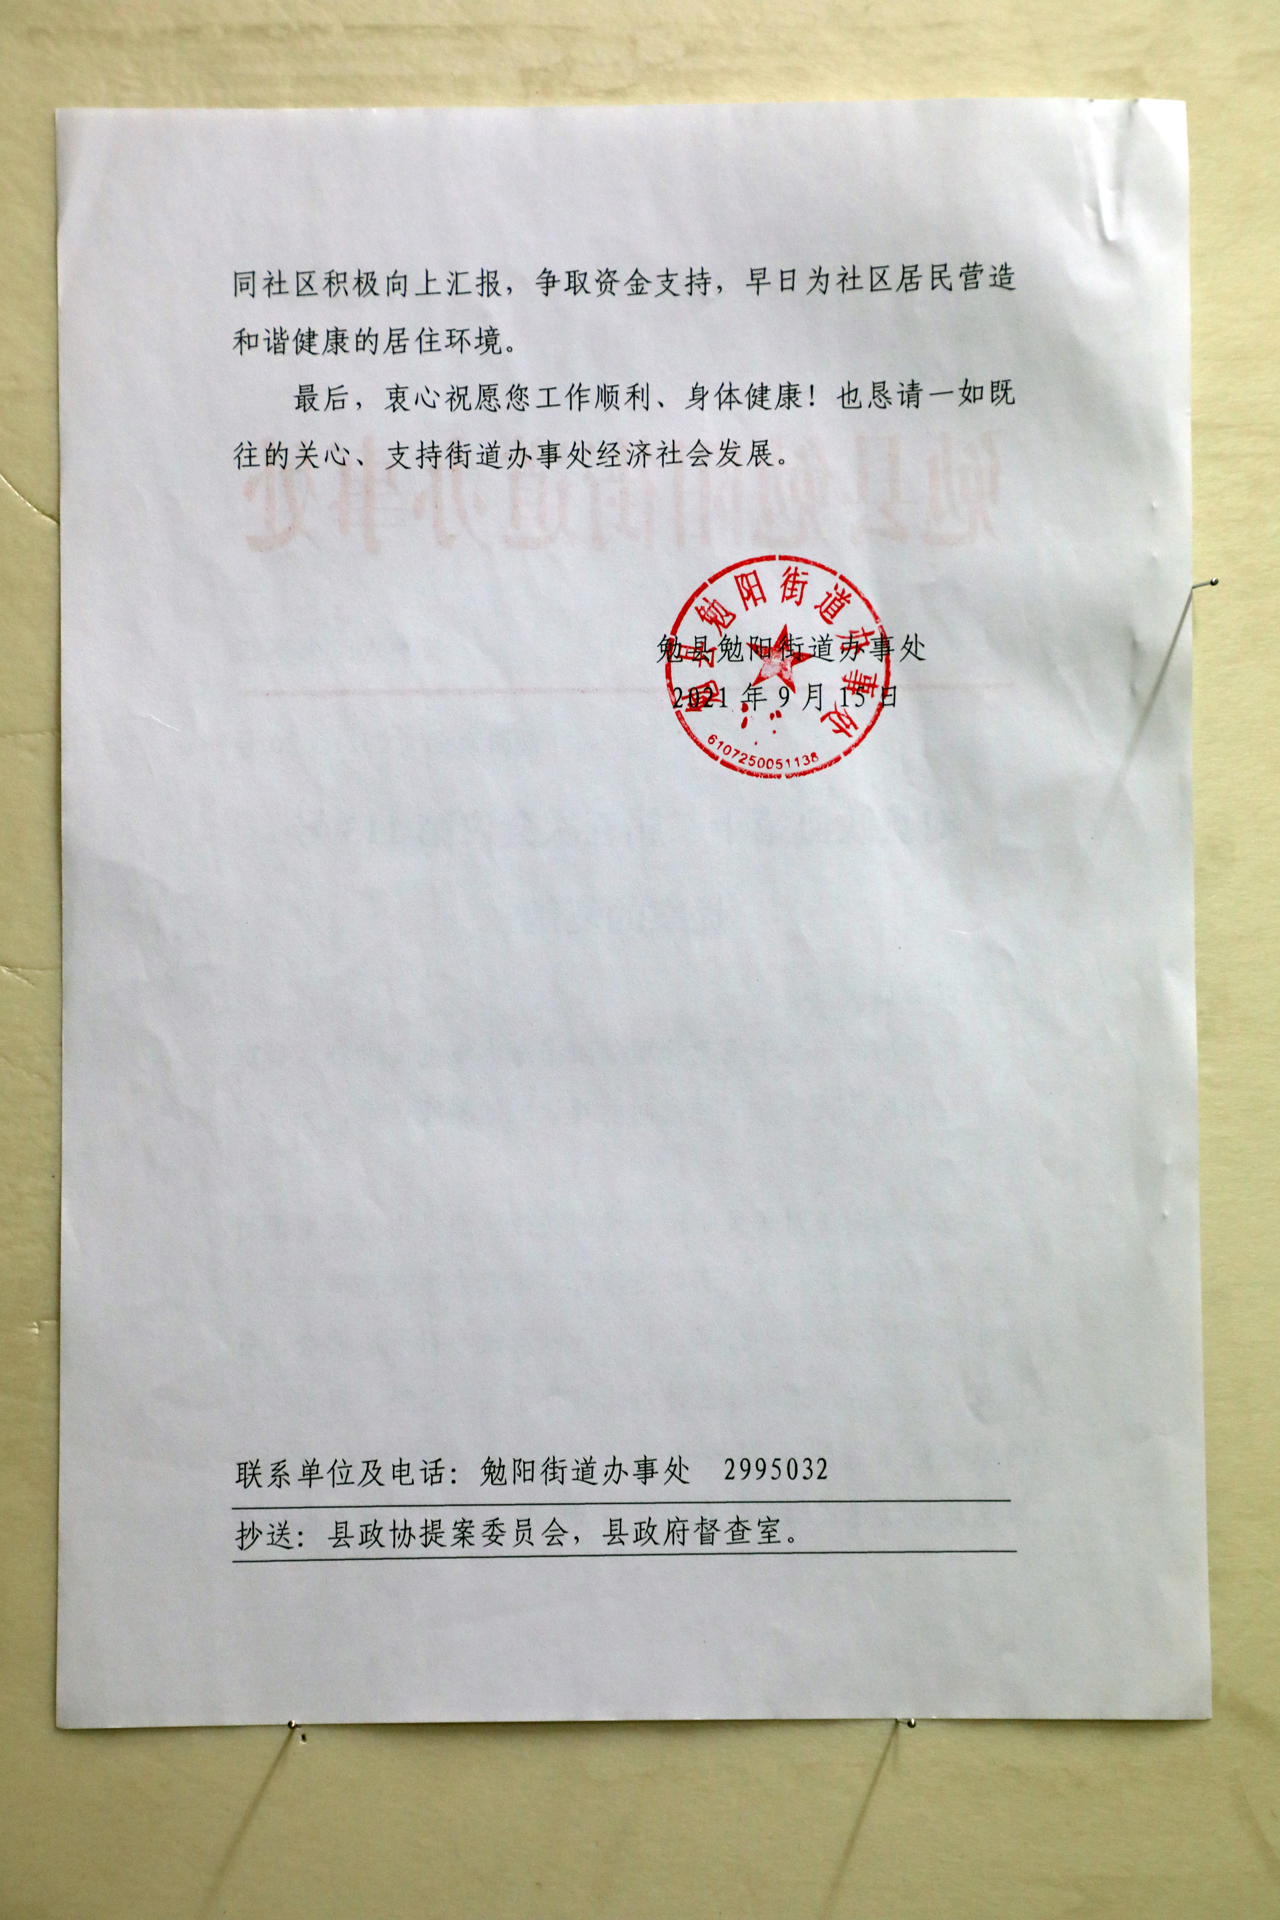 同社区积极向上汇报，争取资金支持，早日为社区居民营造
和谐健康的居住环境。
最后，衷心祝愿您工作顺利、身体健康！也恳请一如既
往的关心、支持街道办事处经济社会发展。
勉县勉阳街道办事处
勉县勉阳街道办事处
2021 年 9 月 15 日
6107250051138
联系单位及电话：勉阳街道办事处 2995032
抄送：县政协提案委员会，县政府督查室。